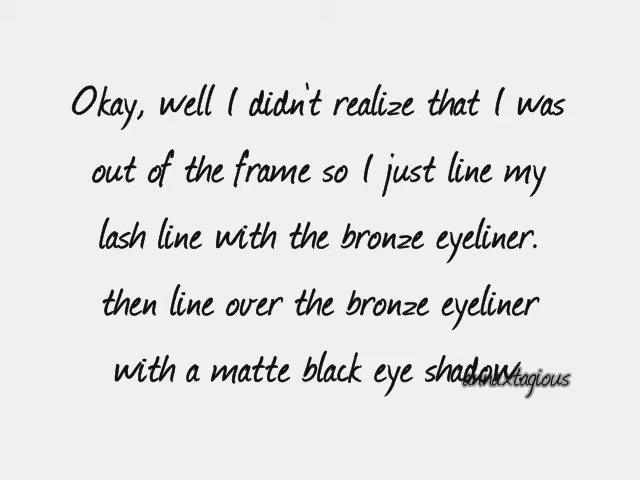 Okay, well I didn't realize that I was
out of the frame so I just line my
lash line with the bronze eyeliner.
then line over the bronze eyeliner
with a matte black eye shadow.